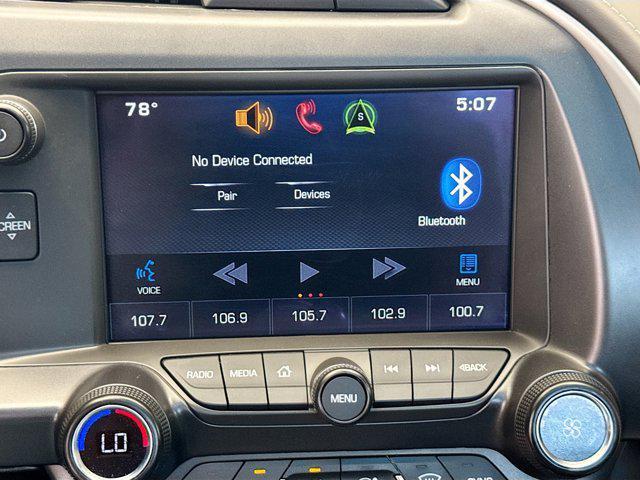 78° 5:07
S
No Device Connected
Pair Devices
Bluetooth
VOICE MENU
107.7 106.9 105.7 102.9 100.7
RADIO MEDIA BACK
MENU
LO